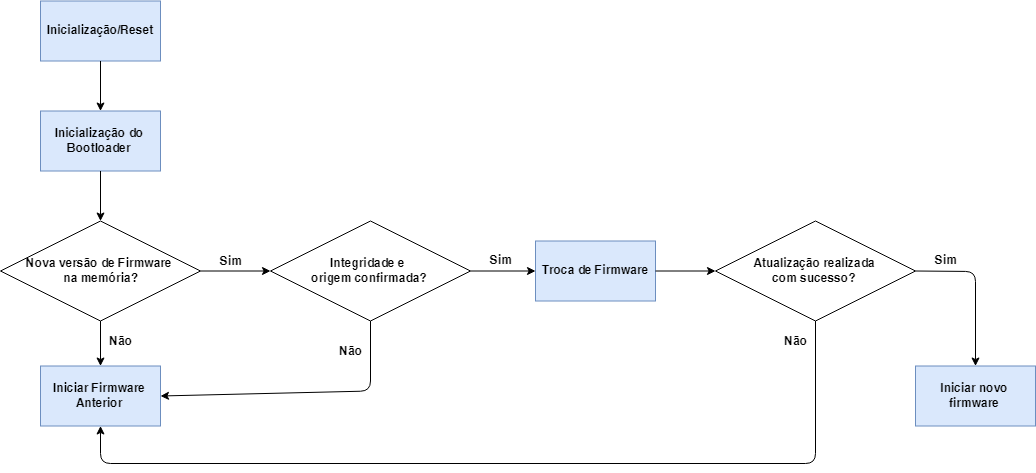 Inicialização/Reset
Inicialização do
Bootloader
Nova versão de Firmware
na memória?
Sim
Integridade e
origem confirmada?
Sim
Troca de Firmware
Atualização realizada
com sucesso?
Sim
Não
Não
Não
Iniciar Firmware
Anterior
Iniciar novo
firmware